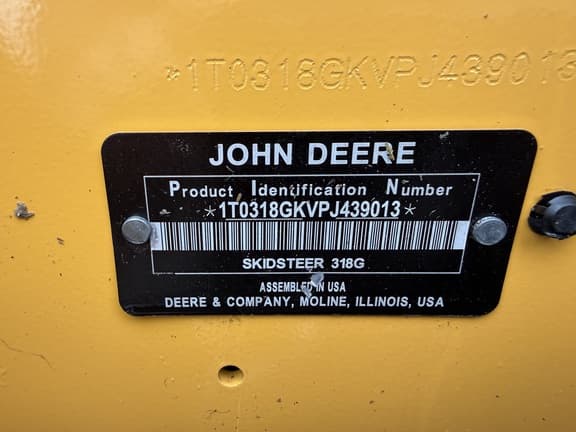 *1T0318GKVPJ439013
JOHN DEERE
Product Identification Number
*1T0318GKVPJ439013*
SKIDSTEER 318G
ASSEMBLED IN USA
DEERE & COMPANY, MOLINE, ILLINOIS, USA